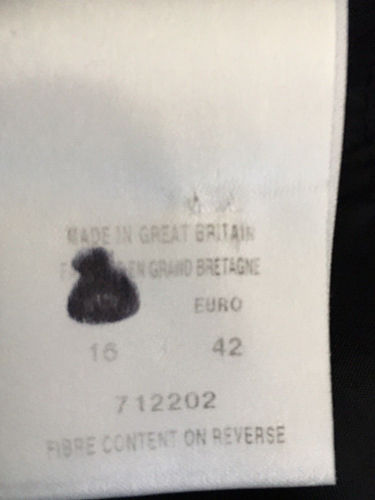 MADE IN GREAT BRITAIN
EN GRAND BRETAGNE
EURO
16 42
712202
FIBRE CONTENT ON REVERSE